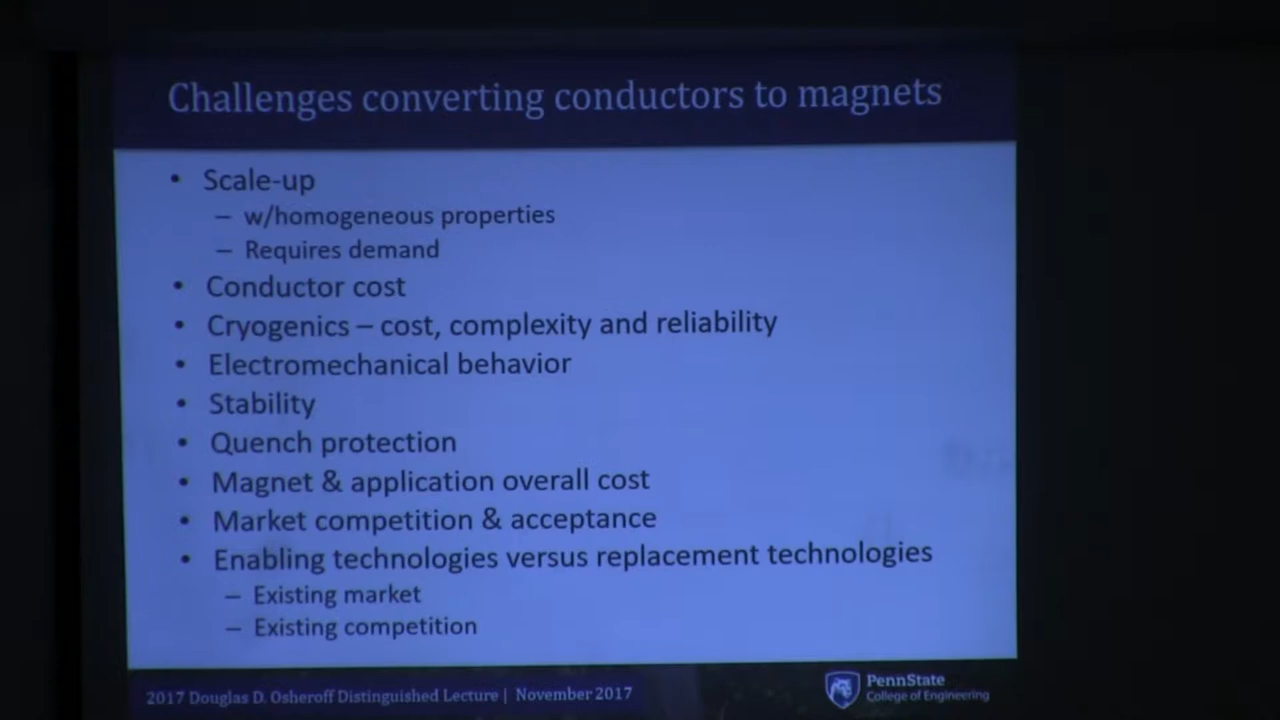 Challenges converting conductors to magnets
• Scale-up
– w/homogeneous properties
– Requires demand
• Conductor cost
• Cryogenics – cost, complexity and reliability
• Electromechanical behavior
• Stability
• Quench protection
• Magnet & application overall cost
• Market competition & acceptance
• Enabling technologies versus replacement technologies
– Existing market
– Existing competition
2017 Douglas D. Osheroff Distinguished Lecture | November 2017
PennState
College of Engineering